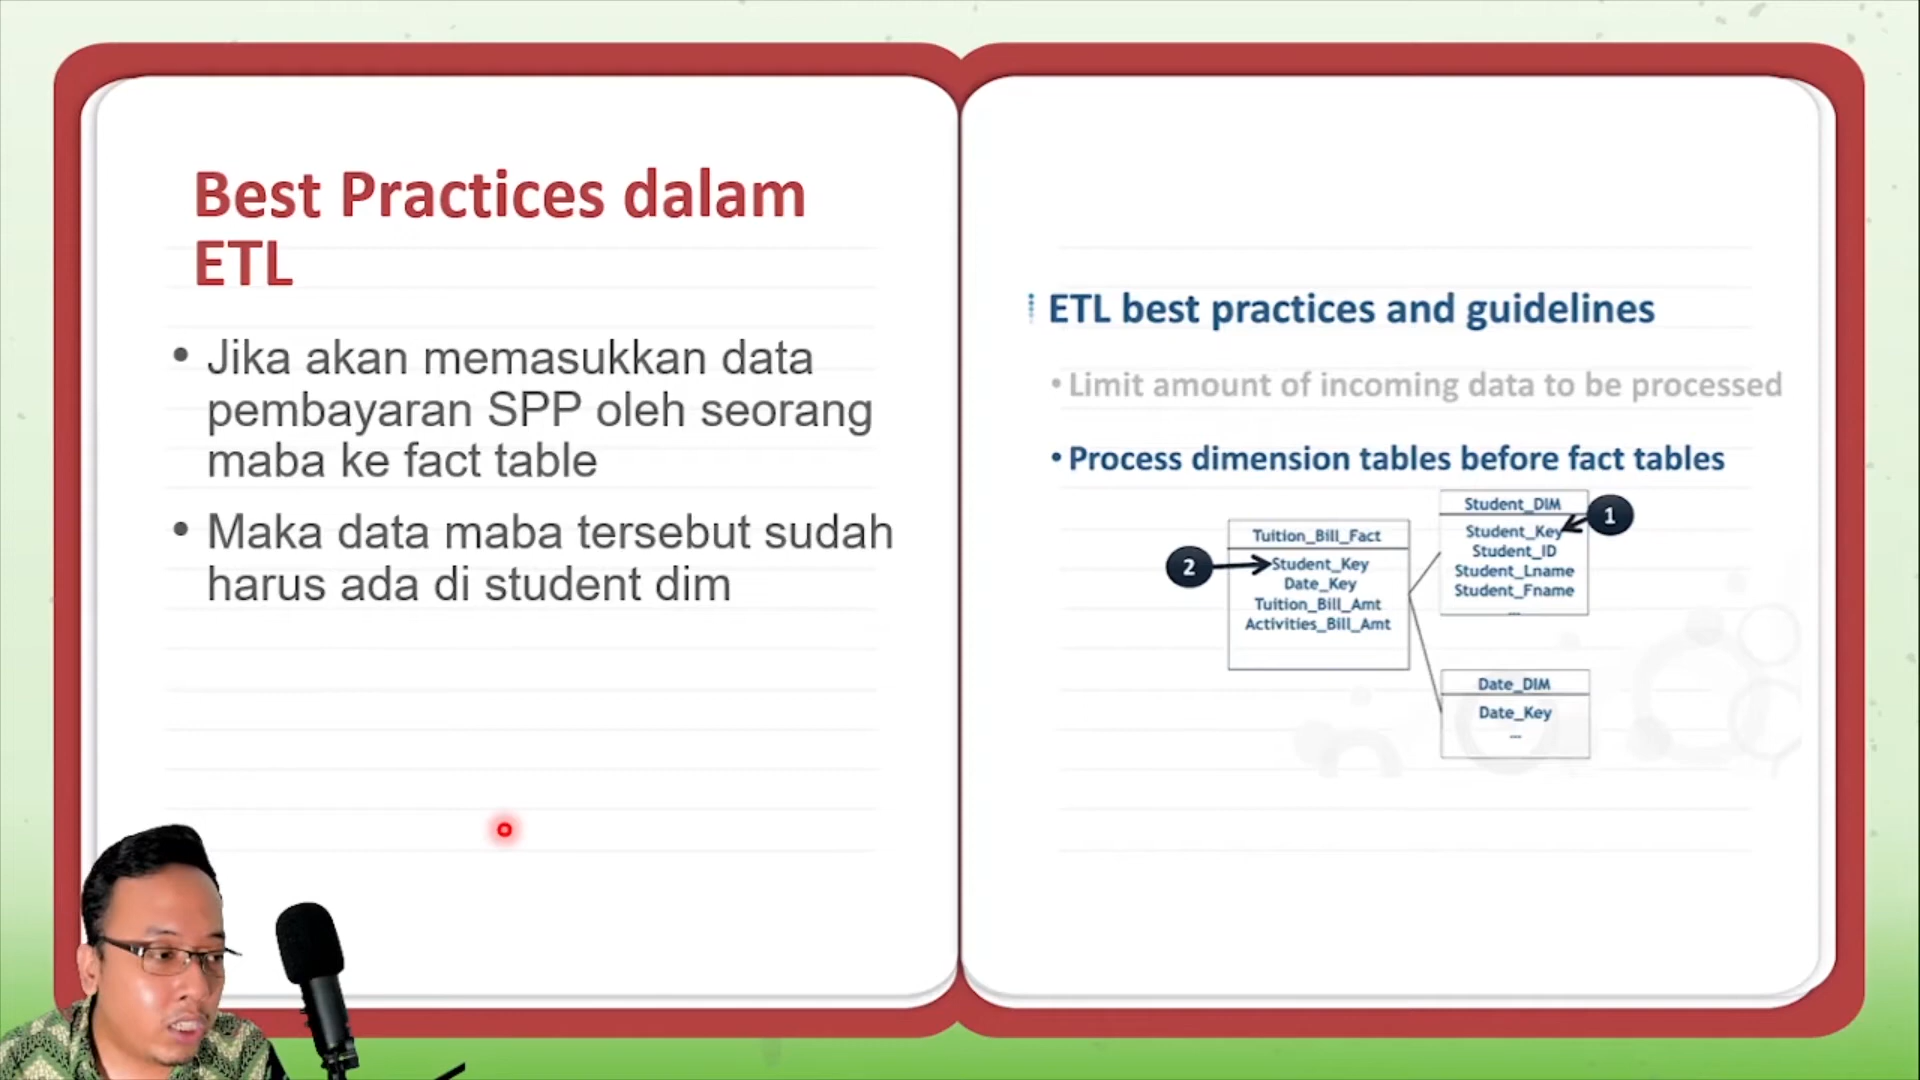 Best Practices dalam
ETL
• Jika akan memasukkan data
pembayaran SPP oleh seorang
maba ke fact table
• Maka data maba tersebut sudah
harus ada di student dim
ETL best practices and guidelines
• Limit amount of incoming data to be processed
• Process dimension tables before fact tables
Tuition_Bill_Fact
Student_Key
Date_Key
Tuition_Bill_Amt
Activities_Bill_Amt
2
Student_DIM
Student_Key
Student_ID
Student_Lname
Student_Fname
...
1
Date_DIM
Date_Key
...